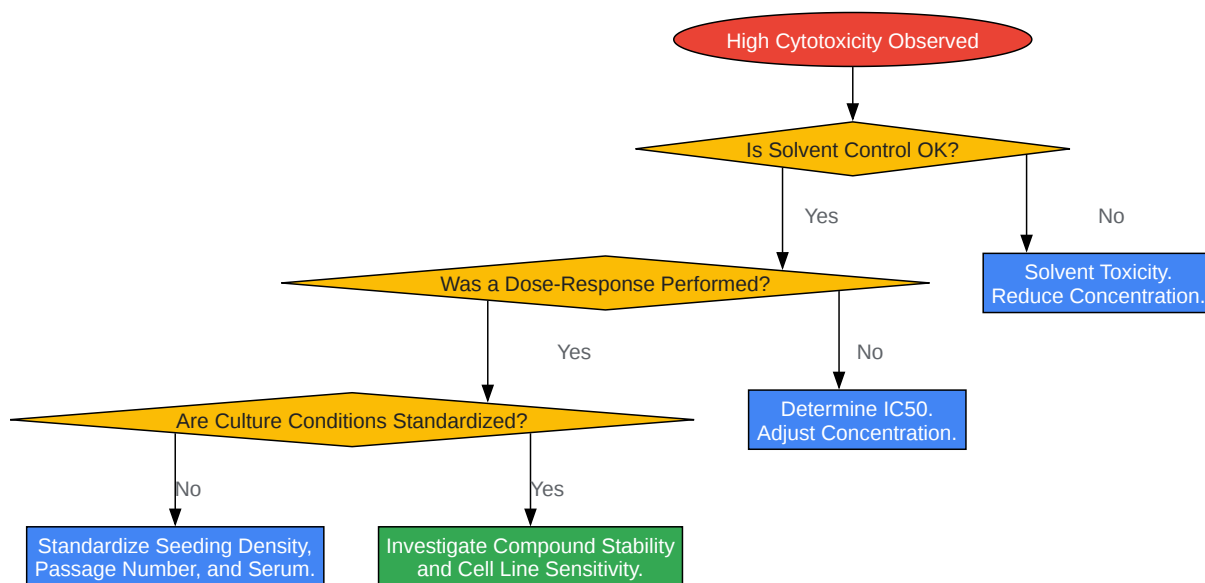 High Cytotoxicity Observed
Is Solvent Control OK?
Yes
No
Solvent Toxicity.
Reduce Concentration.
Was a Dose-Response Performed?
Yes
No
Determine IC50.
Adjust Concentration.
Are Culture Conditions Standardized?
No
Yes
Standardize Seeding Density,
Passage Number, and Serum.
Investigate Compound Stability
and Cell Line Sensitivity.